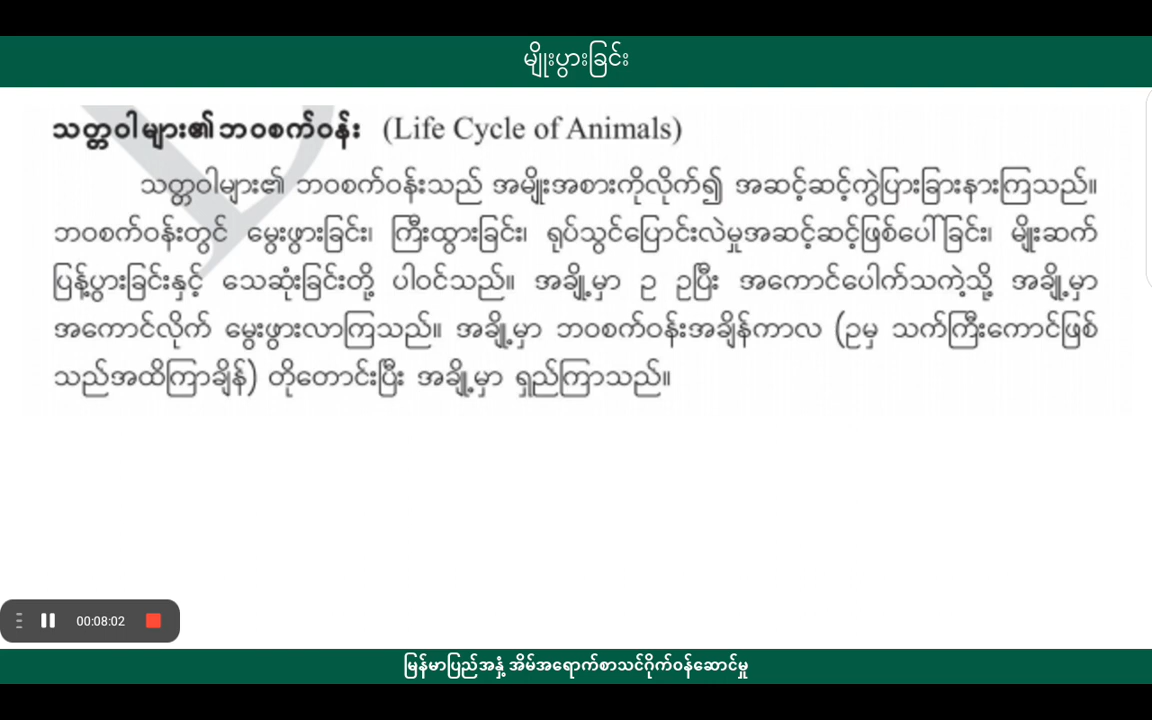 မျိုးပွားခြင်း
သတ္တဝါများ၏ဘဝစက်ဝန်း (Life Cycle of Animals)
သတ္တဝါများ၏ ဘဝစက်ဝန်းသည် အမျိုးအစားကိုလိုက်၍ အဆင့်ဆင့်ကွဲပြားခြားနားကြသည်။
ဘဝစက်ဝန်းတွင် မွေးဖွားခြင်း၊ ကြီးထွားခြင်း၊ ရုပ်သွင်ပြောင်းလဲမှုအဆင့်ဆင့်ဖြစ်ပေါ်ခြင်း၊ မျိုးဆက်
ပြန့်ပွားခြင်းနှင့် သေဆုံးခြင်းတို့ ပါဝင်သည်။ အချို့မှာ ဥ ဥပြီး အကောင်ပေါက်သကဲ့သို့ အချို့မှာ
အကောင်လိုက် မွေးဖွားလာကြသည်။ အချို့မှာ ဘဝစက်ဝန်းအချိန်ကာလ (ဥမှ သက်ကြီးကောင်ဖြစ်
သည်အထိကြာချိန်) တိုတောင်းပြီး အချို့မှာ ရှည်ကြာသည်။
00:08:02
မြန်မာပြည်အနှံ့ အိမ်အရောက်စာသင်ဂိုက်ဝန်ဆောင်မှု